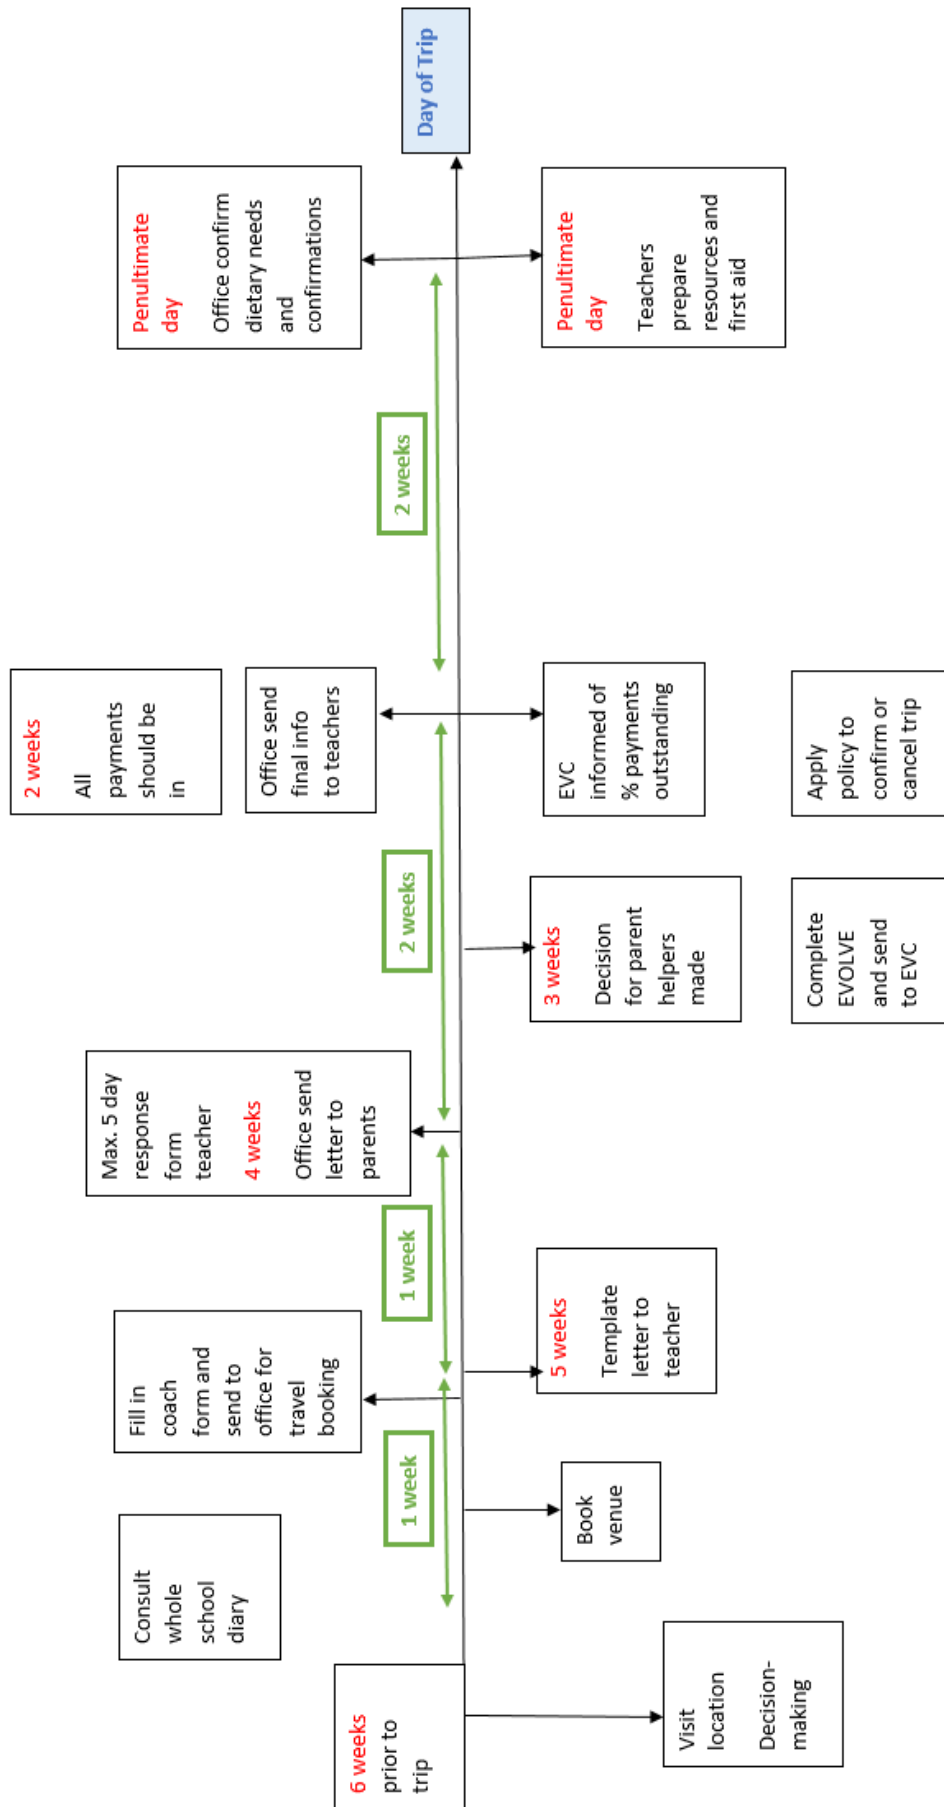 6 weeks
prior to
trip
Visit
location
Decision-
making
Consult
whole
school
diary
1 week
Book
venue
Fill in
coach
form and
send to
office for
travel
booking
5 weeks
Template
letter to
teacher
1 week
Max. 5 day
response
form
teacher
4 weeks
Office send
letter to
parents
2 weeks
3 weeks
Decision
for parent
helpers
made
Complete
EVOLVE
and send
to EVC
2 weeks
All
payments
should be
in
Office send
final info
to teachers
EVC
informed of
% payments
outstanding
Apply
policy to
confirm or
cancel trip
2 weeks
Penultimate
day
Office confirm
dietary needs
and
confirmations
Penultimate
day
Teachers
prepare
resources and
first aid
Day of Trip